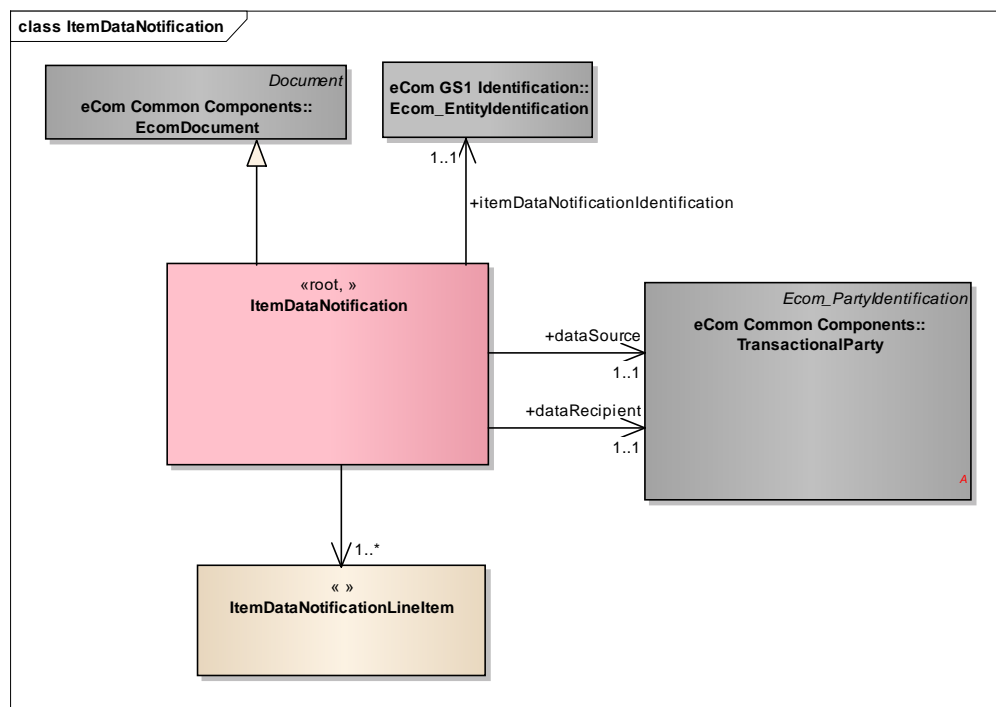 class ItemDataNotification
Document
eCom Common Components::
EcomDocument
eCom GS1 Identification::
Ecom_EntityIdentification
1..1
+itemDataNotificationIdentification
«root, »
ItemDataNotification
Ecom_PartyIdentification
eCom Common Components::
TransactionalParty
+dataSource
1..1
+dataRecipient
1..1
A
1..*
« »
ItemDataNotificationLineItem